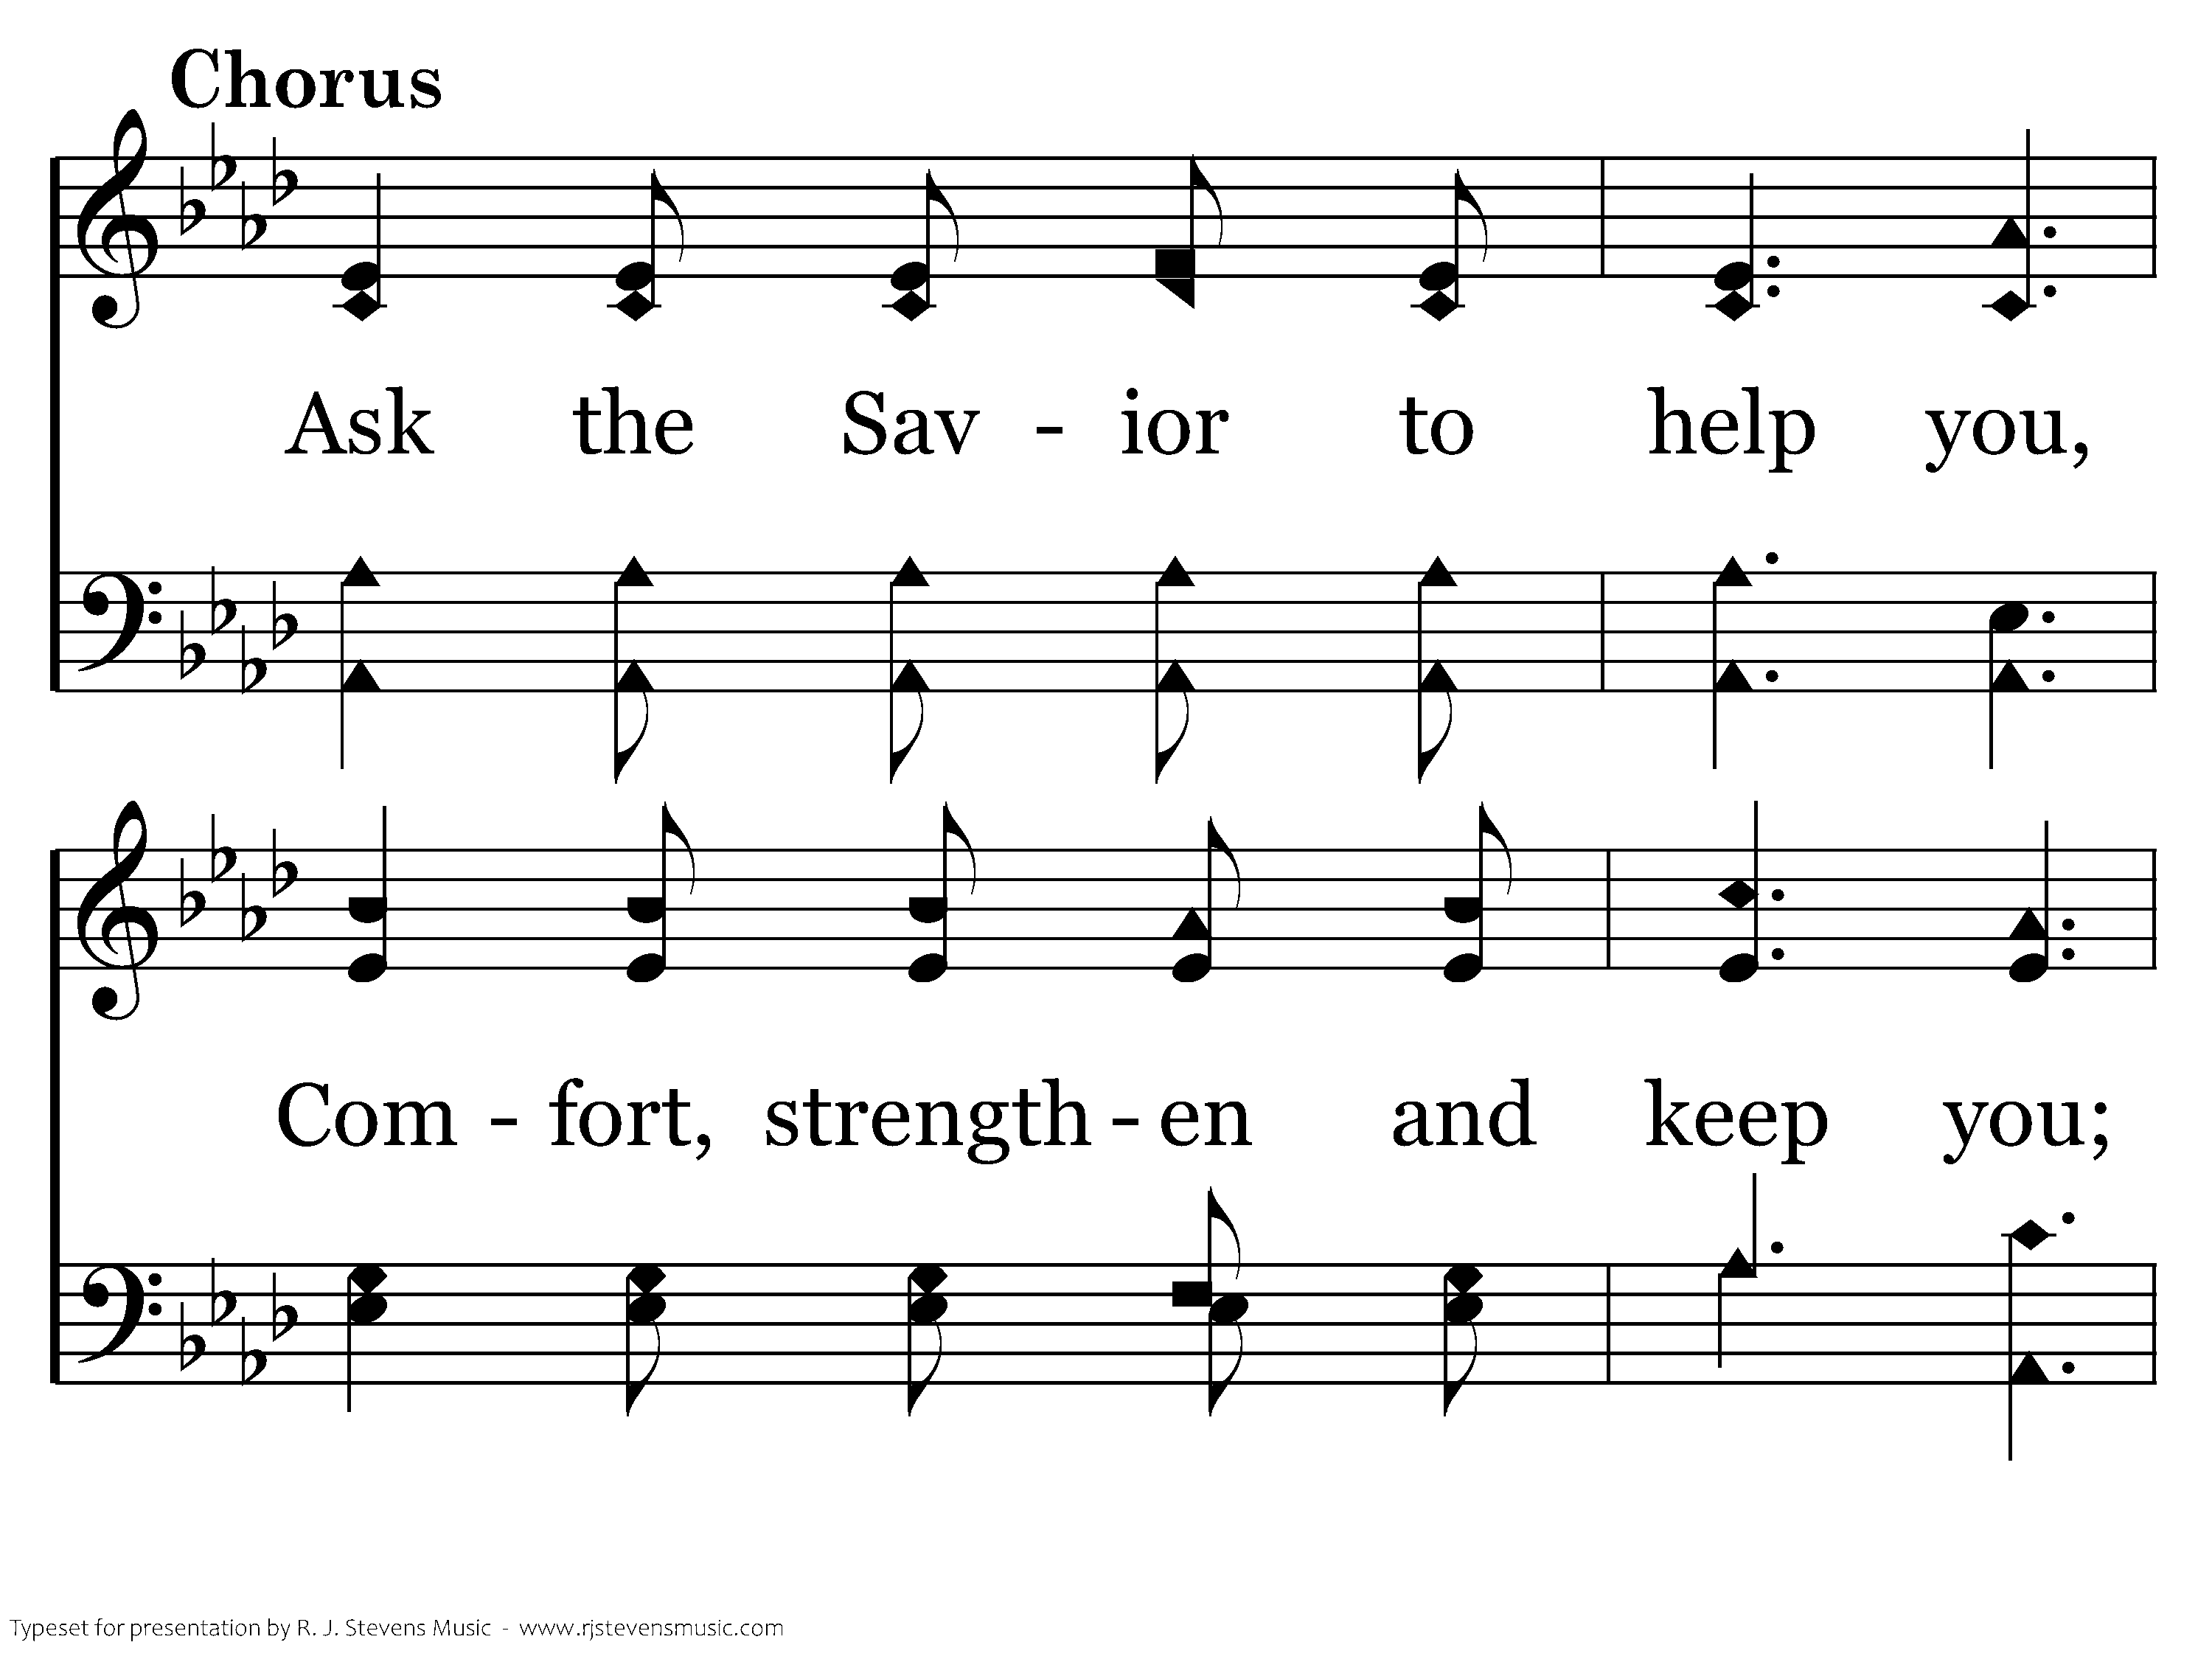 Chorus
Ask the Sav - ior to help you,
Com - fort, strength - en and keep you;
Typeset for presentation by R. J. Stevens Music - www.rjstevensmusic.com